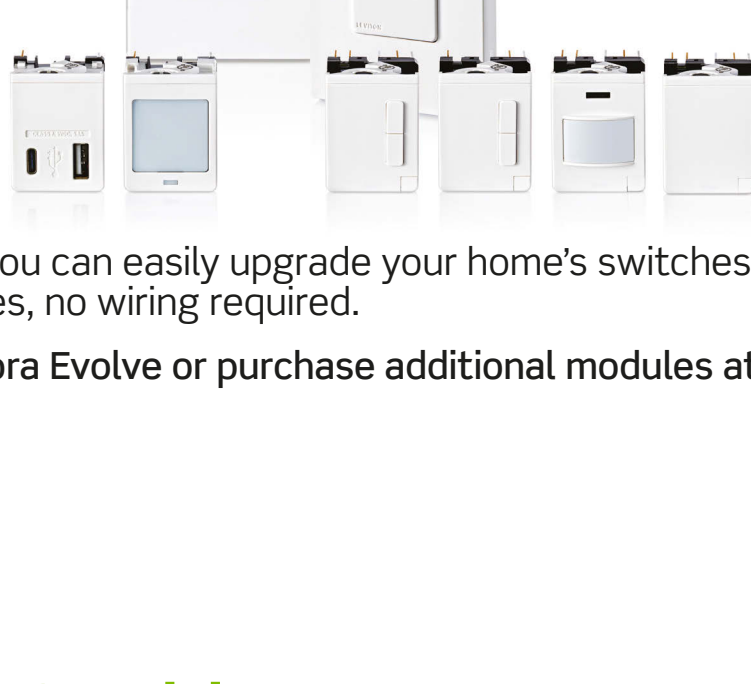 ou can easily upgrade your home’s switches
es, no wiring required.
ora Evolve or purchase additional modules at